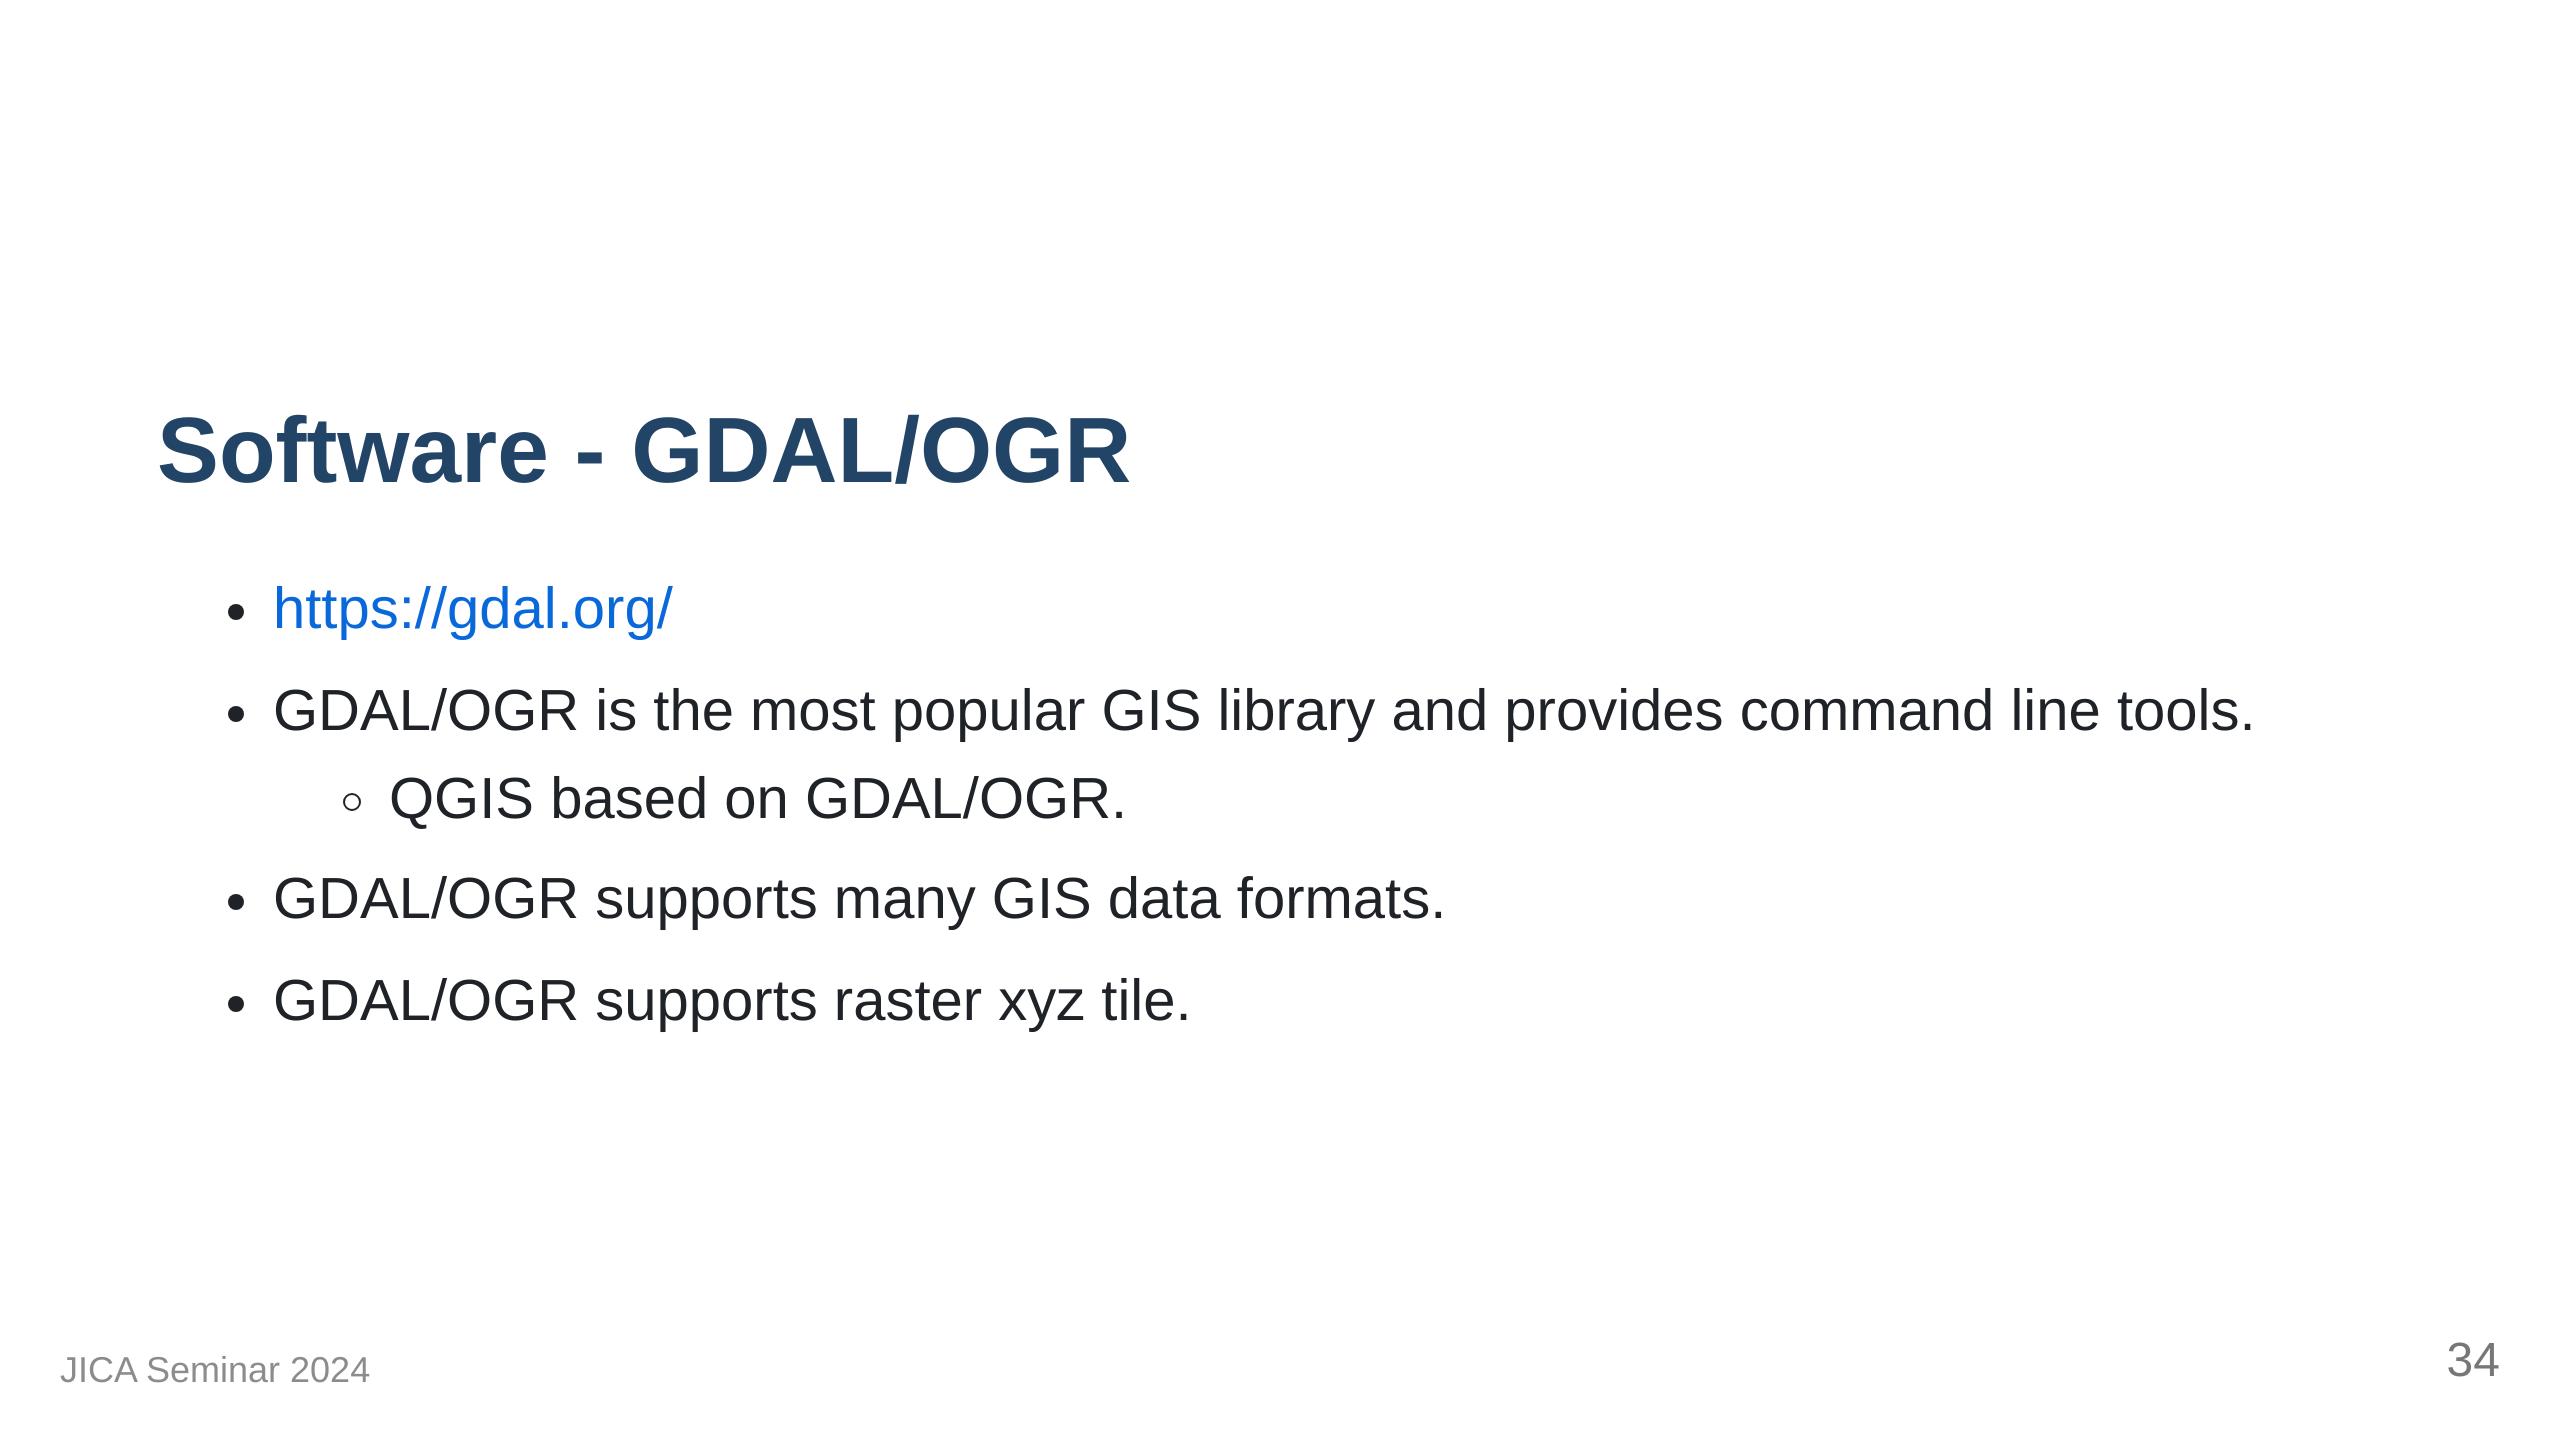 Software - GDAL/OGR
https://gdal.org/
GDAL/OGR is the most popular GIS library and provides command line tools.
QGIS based on GDAL/OGR.
GDAL/OGR supports many GIS data formats.
GDAL/OGR supports raster xyz tile.
JICA Seminar 2024
34